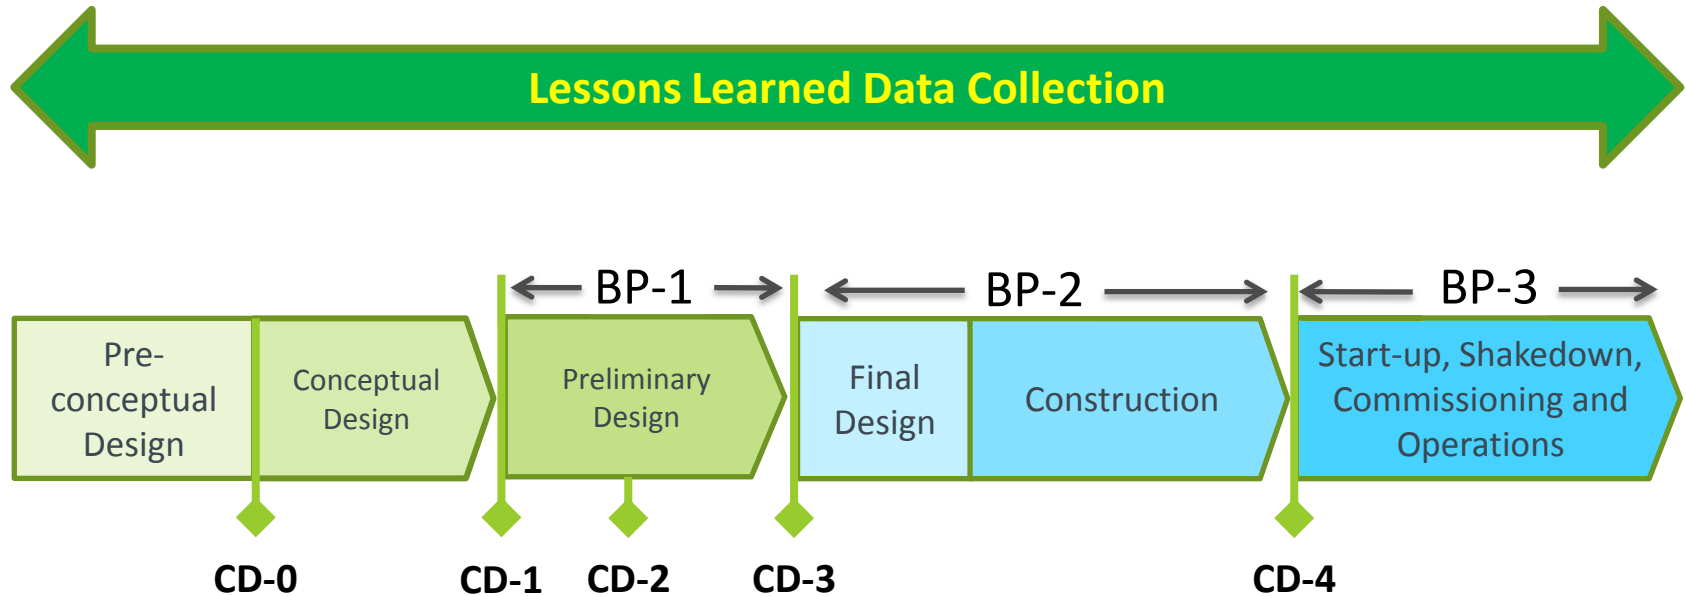 Lessons Learned Data Collection
BP-1
BP-2
BP-3
Pre-
conceptual
Design
Conceptual
Design
Preliminary
Design
Final
Design
Construction
Start-up, Shakedown,
Commissioning and
Operations
CD-0
CD-1
CD-2
CD-3
CD-4